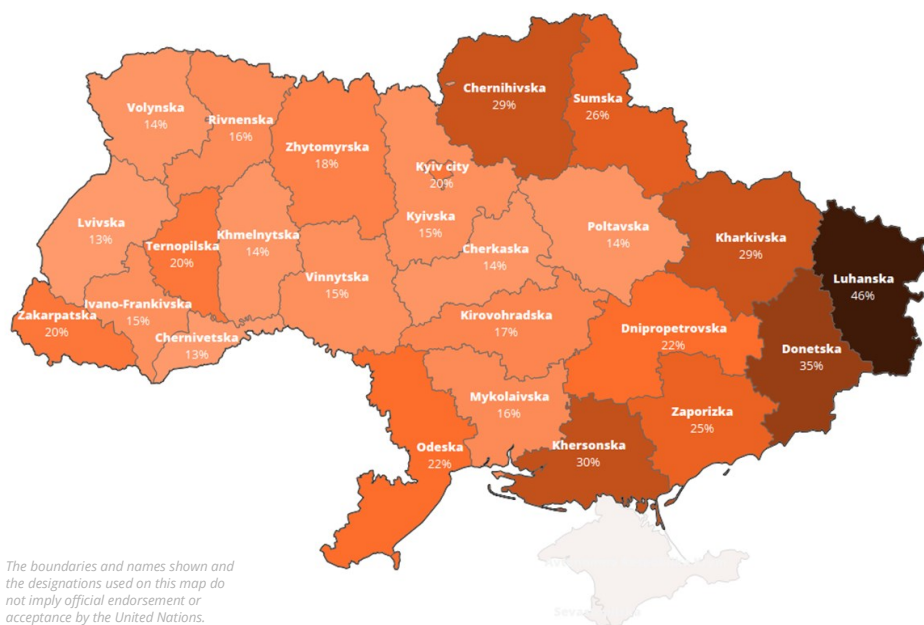 Chernihivska
29%
Sumska
26%
Volynska
14%
Rivnenska
16%
Zhytomyrska
18%
Kyiv city
20%
Lvivska
13%
Ternopilska
20%
Khmelnytska
14%
Kyivska
15%
Cherkaska
14%
Poltavska
14%
Kharkivska
29%
Luhanska
46%
Vinnytska
15%
Ivano-Frankivska
15%
Zakarpatska
20%
Chernivetska
13%
Kirovohradska
17%
Dnipropetrovska
22%
Donetska
35%
Mykolaivska
16%
Zaporizka
25%
Odeska
22%
Khersonska
30%
The boundaries and names shown and
the designations used on this map do
not imply official endorsement or
acceptance by the United Nations.